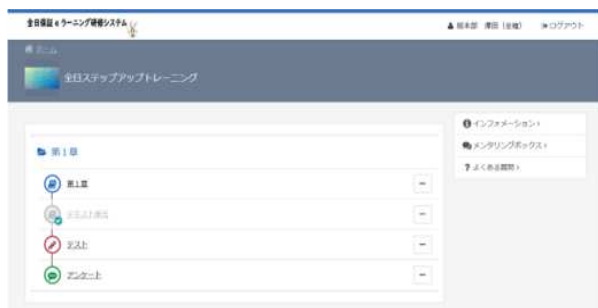 全日保証 e ラーニング研修システム
総本部 澤田（全種） ログアウト
ホーム
全日ステップアップトレーニング
インフォメーション
メンタリングボックス
よくある質問
第1章
第1章
テスト
アンケート